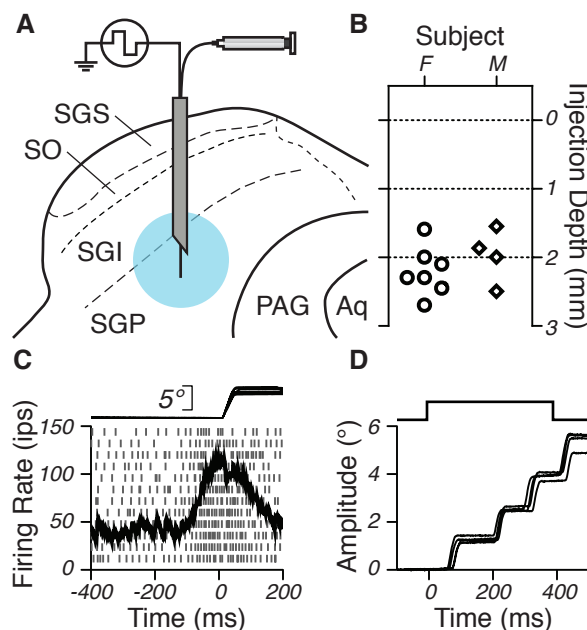 A
SGS
SO
SGI
SGP
PAG
Aq
B
Subject
F
M
Injection Depth (mm)
0
1
2
3
C
5°
Firing Rate (ips)
150
100
50
0
-400
-200
0
200
Time (ms)
D
Amplitude (°)
6
4
2
0
0
200
400
Time (ms)